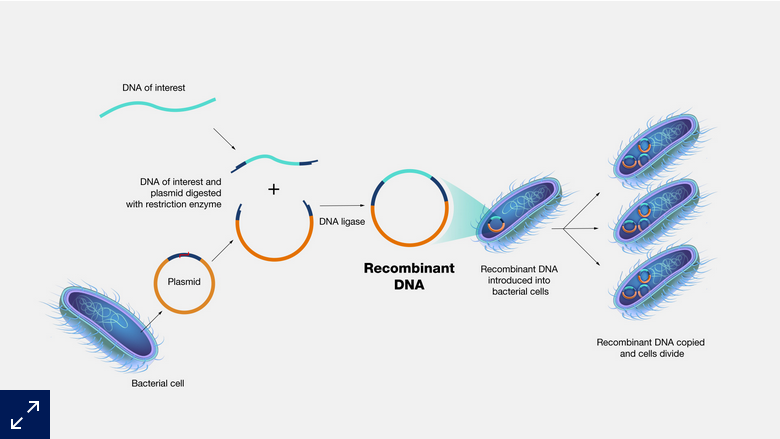 DNA of interest
DNA of interest and
plasmid digested
with restriction enzyme
+
DNA ligase
Plasmid
Bacterial cell
Recombinant
DNA
Recombinant DNA
introduced into
bacterial cells
Recombinant DNA copied
and cells divide